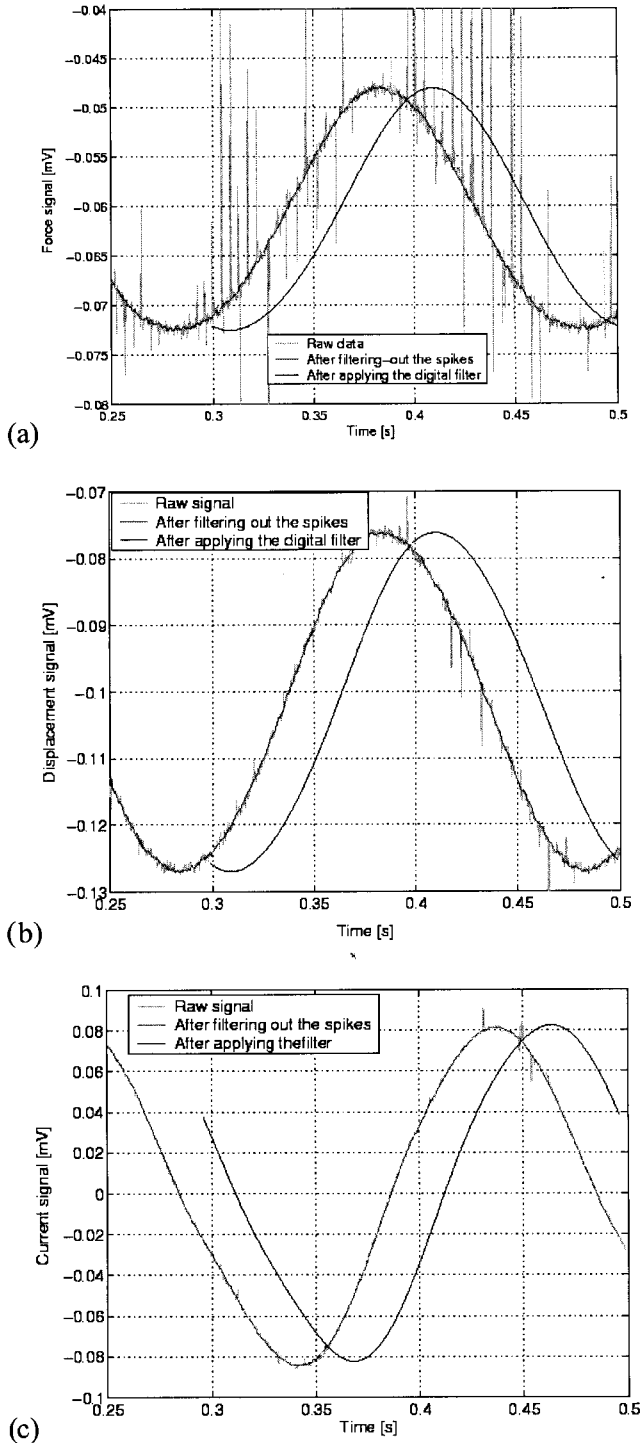 -0.04
-0.045
-0.05
-0.055
-0.06
-0.065
-0.07
-0.075
-0.08
Force signal [mV]
Raw data
After filtering-out the spikes
After applying the digital filter
0.25 0.3 0.35 0.4 0.45 0.5
Time [s]
(a)
-0.07
-0.08
-0.09
-0.1
-0.11
-0.12
-0.13
Displacement signal [mV]
Raw signal
After filtering out the spikes
After applying the digital filter
0.25 0.3 0.35 0.4 0.45 0.5
Time [s]
(b)
0.1
0.08
0.06
0.04
0.02
0
-0.02
-0.04
-0.06
-0.08
-0.1
Current signal [mV]
Raw signal
After filtering out the spikes
After applying thefilter
0.25 0.3 0.35 0.4 0.45 0.5
Time [s]
(c)